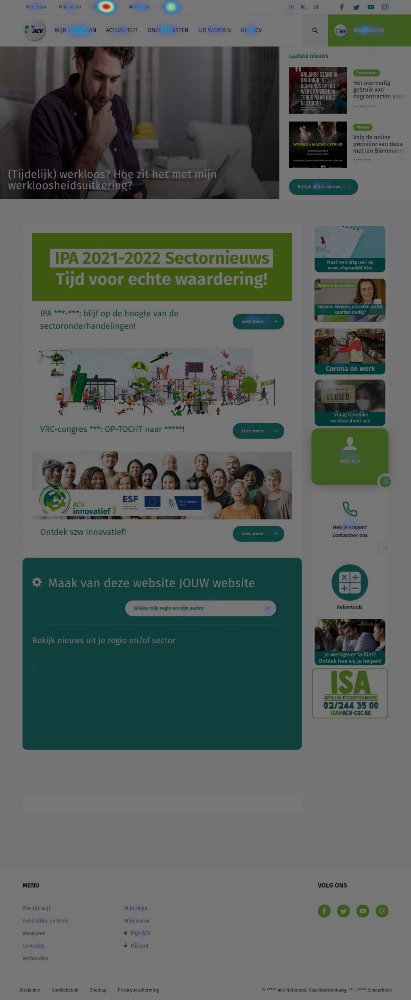 Mijn regio
Mijn sector
Militant
FR
NL
DE
ACV
MIJN LOOPBAAN
ACTUALITEIT
ONZE DIENSTEN
LID WORDEN
HET ACV
ACV
Word nu lid
(Tijdelijk) werkloos? Hoe zit het met mijn
werkloosheidsuitkering?
Laatste nieuws
ONLANGS STOND IK
OM 4 UUR 'S
OCHTENDS OP HET
WERK EN WERD IK
TERUG NAAR HUIS
GESTUURD.
Persbericht
Het overmatig
gebruik van
dagcontracten voor
WOORD x MACHT x STRIJD
Online première
16 november 20u
www.janblommaert-documentaire.be
Nieuws
Volg de online
première van docu
met Jan Blommaert
Bekijk al het nieuws →
IPA 2021-2022 Sectornieuws
Tijd voor echte waardering!
IPA ***-***: blijf op de hoogte van de
sectoronderhandelingen!
Lees meer →
VRC-congres ***: OP-TOCHT naar *****!
Lees meer →
ACV
innovatief vzw
ESF
Europese Unie
Vlaanderen
Ontdek vzw Innovatief!
Lees meer →
Maak van deze website JOUW website
Ik kies mijn regio en mijn sector →
Bekijk nieuws uit je regio en/of sector
Maak een afspraak op
www.afspraakACV.be
Bestel je documenten
Groene klevers, attesten en/of
kaarten nodig?
Corona en werk
SORRY
CLOSED
Vraag tijdelijke
werkloosheid aan
Mijn ACV
Heb je vragen?
Contacteer ons
Rekentools
Je werkgever failliet?
Ontdek hoe wij je helpen!
ISA
INFOLIJN STUDENTENARBEID
02/244 35 00
ISA@ACV-CSC.BE
MENU
Wie zijn wij?
Publicaties en tools
Vacatures
Centrales
Verbonden
Mijn regio
Mijn sector
Mijn ACV
Militant
VOLG ONS
Disclaimer
Cookiebeleid
Sitemap
Privacybescherming
© ***** ACV Nationaal. Haachtsesteenweg, ** - ***** Schaarbeek